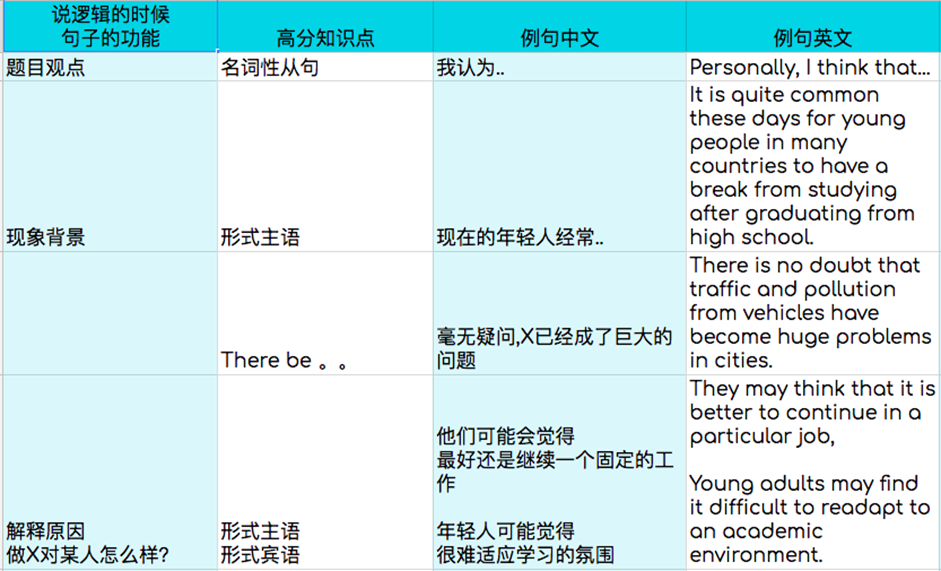 说逻辑的时候
句子的功能
高分知识点
例句中文
例句英文
题目观点
名词性从句
我认为..
Personally, I think that...
现象背景
形式主语
现在的年轻人经常..
It is quite common
these days for young
people in many
countries to have a
break from studying
after graduating from
high school.
There be 。。
毫无疑问,X已经成了巨大的
问题
There is no doubt that
traffic and pollution
from vehicles have
become huge problems
in cities.
解释原因
做X对某人怎么样?
形式主语
形式宾语
他们可能会觉得
最好还是继续一个固定的工
作
年轻人可能觉得
很难适应学习的氛围
They may think that it is
better to continue in a
particular job,
Young adults may find
it difficult to readapt to
an academic
environment.